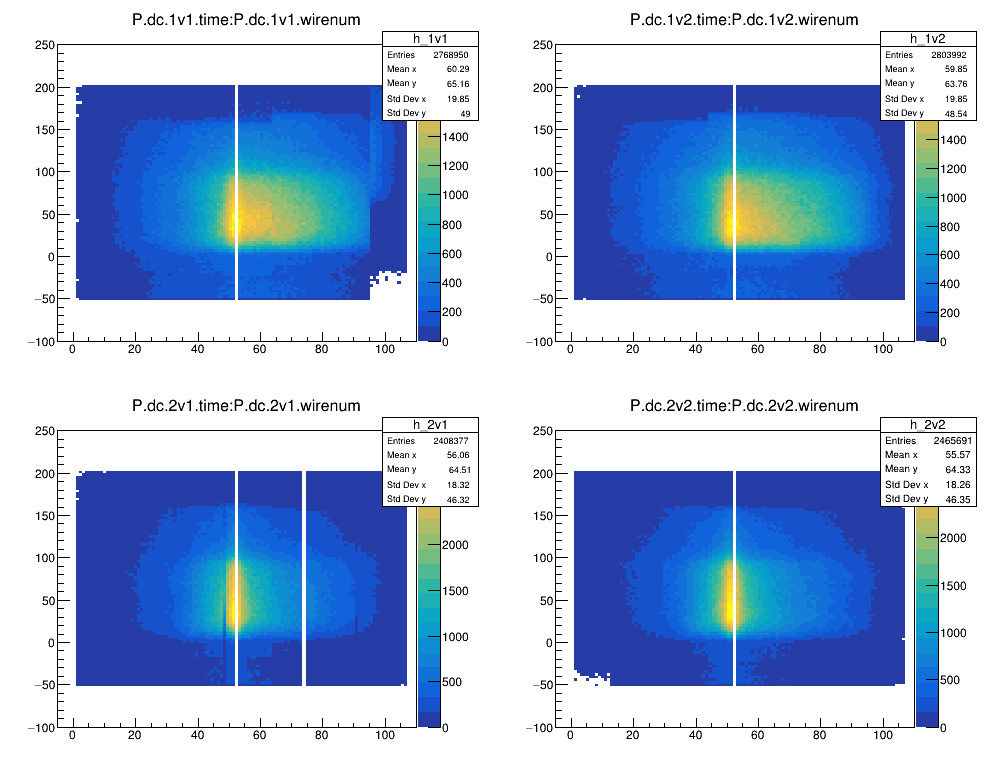 P.dc.1v1.time:P.dc.1v1.wirenum
h_1v1
Entries 2768950
Mean x 60.29
Mean y 65.16
Std Dev x 19.85
Std Dev y 49
250
200
150
100
50
0
−50
−100
0 20 40 60 80 100
1400
1200
1000
800
600
400
200
0
P.dc.1v2.time:P.dc.1v2.wirenum
h_1v2
Entries 2803992
Mean x 59.85
Mean y 63.76
Std Dev x 19.85
Std Dev y 48.54
250
200
150
100
50
0
−50
−100
0 20 40 60 80 100
1400
1200
1000
800
600
400
200
0
P.dc.2v1.time:P.dc.2v1.wirenum
h_2v1
Entries 2408377
Mean x 56.06
Mean y 64.51
Std Dev x 18.32
Std Dev y 46.32
250
200
150
100
50
0
−50
−100
0 20 40 60 80 100
2000
1500
1000
500
0
P.dc.2v2.time:P.dc.2v2.wirenum
h_2v2
Entries 2465691
Mean x 55.57
Mean y 64.33
Std Dev x 18.26
Std Dev y 46.35
250
200
150
100
50
0
−50
−100
0 20 40 60 80 100
2000
1500
1000
500
0